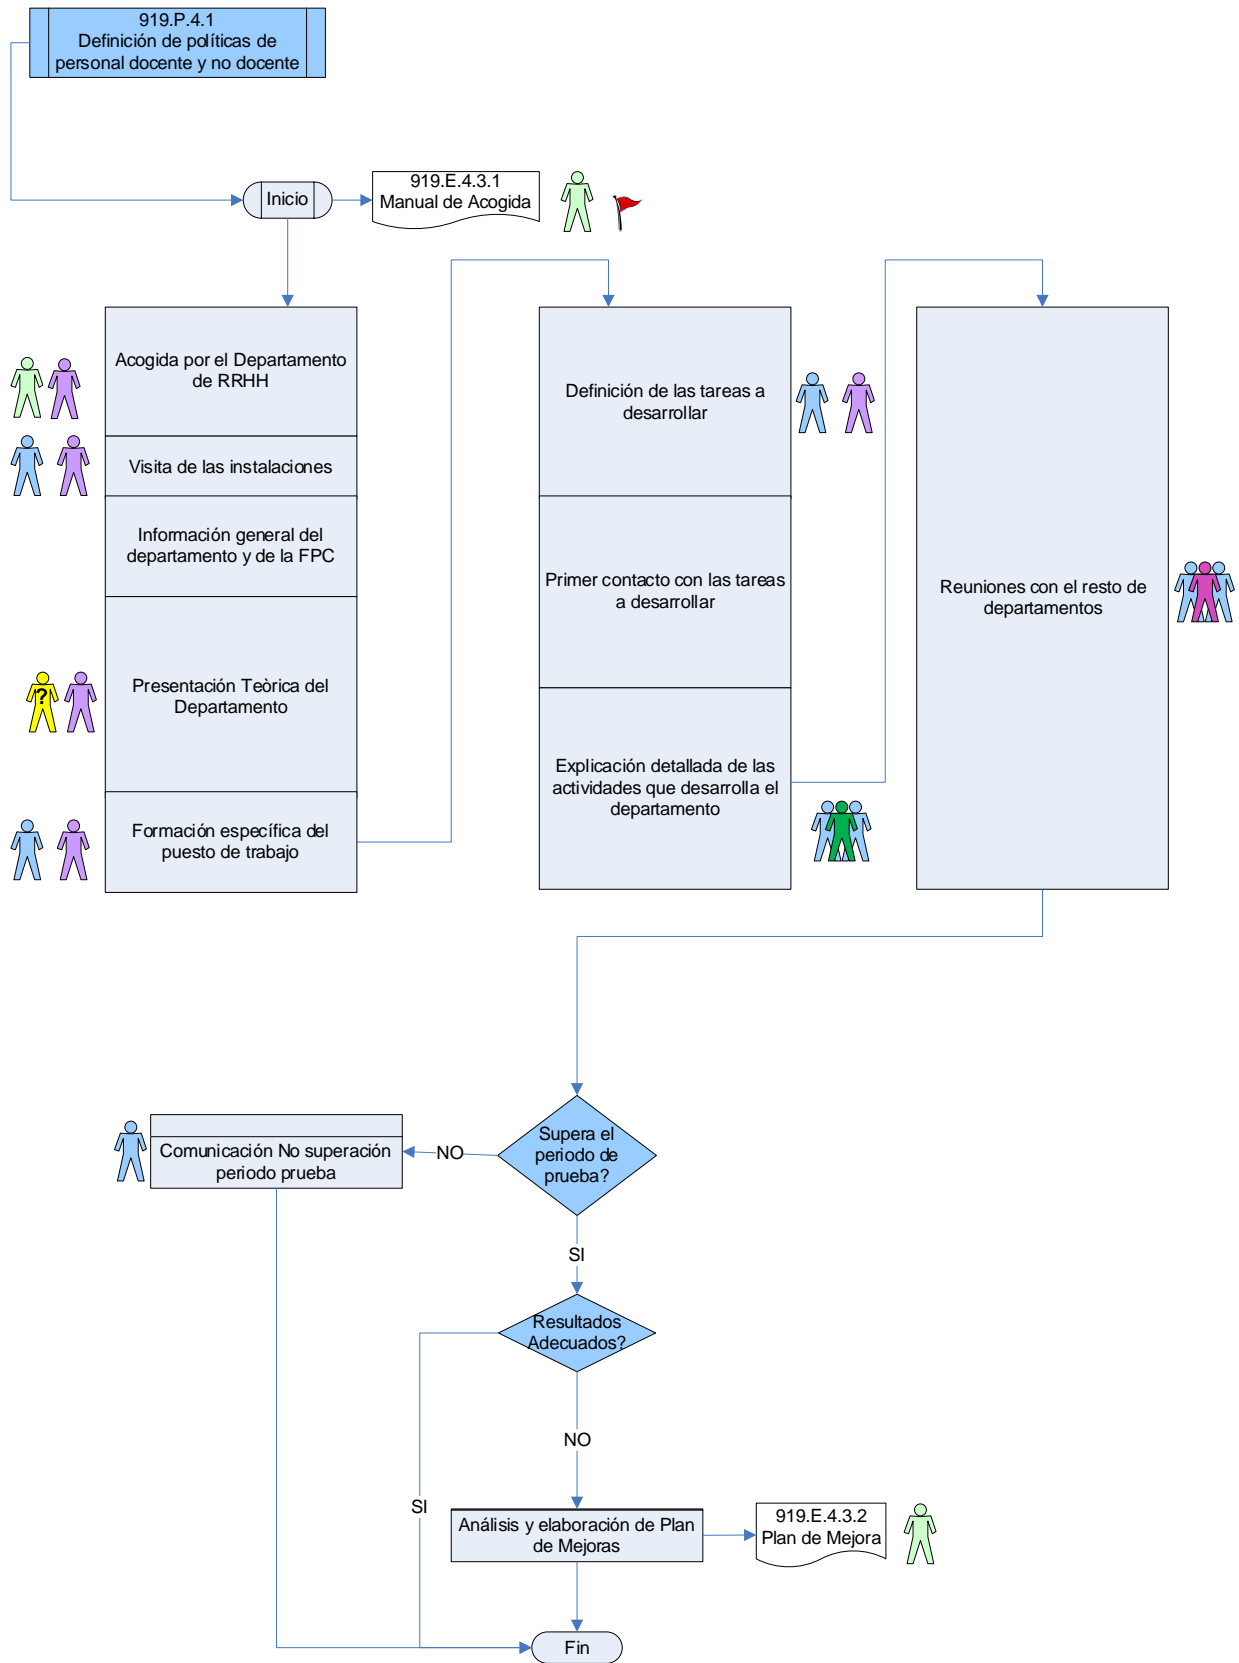 919.P.4.1
Definición de políticas de
personal docente y no docente
Inicio
919.E.4.3.1
Manual de Acogida
Acogida por el Departamento
de RRHH
Visita de las instalaciones
Información general del
departamento y de la FPC
Presentación Teòrica del
Departamento
?
Formación específica del
puesto de trabajo
Definición de las tareas a
desarrollar
Primer contacto con las tareas
a desarrollar
Explicación detallada de las
actividades que desarrolla el
departamento
Reuniones con el resto de
departamentos
Supera el
periodo de
prueba?
NO
Comunicación No superación
periodo prueba
SI
Resultados
Adecuados?
NO
SI
Análisis y elaboración de Plan
de Mejoras
919.E.4.3.2
Plan de Mejora
Fin